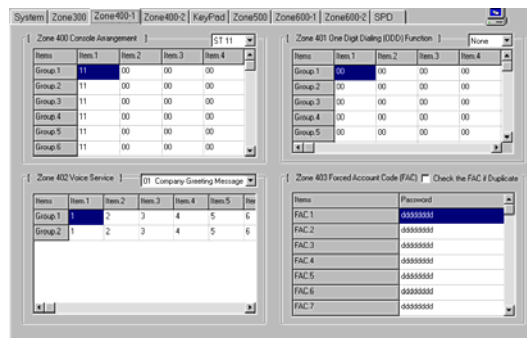 System Zone300 Zone400-1 Zone400-2 KeyPad Zone500 Zone600-1 Zone600-2 SPD
[ Zone 400 Console Arrangement ] ST 11
Items Item.1 Item.2 Item.3 Item.4
Group.1 11 00 00 00
Group.2 11 00 00 00
Group.3 11 00 00 00
Group.4 11 00 00 00
Group.5 11 00 00 00
Group.6 11 00 00 00
[ Zone 401 One Digit Dialing (ODD) Function ] None
Items Item.1 Item.2 Item.3 Item.4
Group.1 00 00 00 00
Group.2 00 00 00 00
Group.3 00 00 00 00
Group.4 00 00 00 00
Group.5 00 00 00 00
[ Zone 402 Voice Service ] 01 Company Greeting Message
Items Item.1 Item.2 Item.3 Item.4 Item.5 Iter
Group.1 1 2 3 4 5 6
Group.2 1 2 3 4 5 6
[ Zone 403 Forced Account Code (FAC) Check the FAC if Duplicate
Items Password
FAC.1 dddddddd
FAC.2 dddddddd
FAC.3 dddddddd
FAC.4 dddddddd
FAC.5 dddddddd
FAC.6 dddddddd
FAC.7 dddddddd